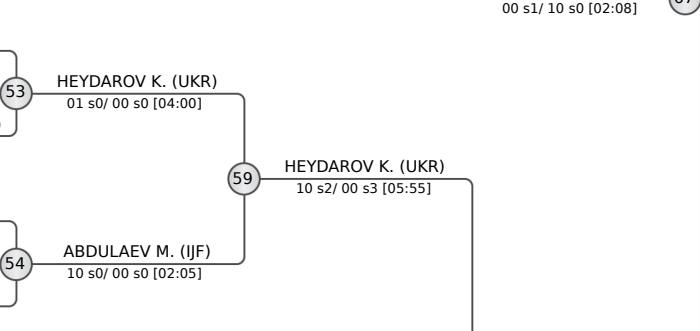 00 s1/ 10 s0 [02:08]
53
HEYDAROV K. (UKR)
01 s0/ 00 s0 [04:00]
59
HEYDAROV K. (UKR)
10 s2/ 00 s3 [05:55]
54
ABDULAEV M. (IJF)
10 s0/ 00 s0 [02:05]